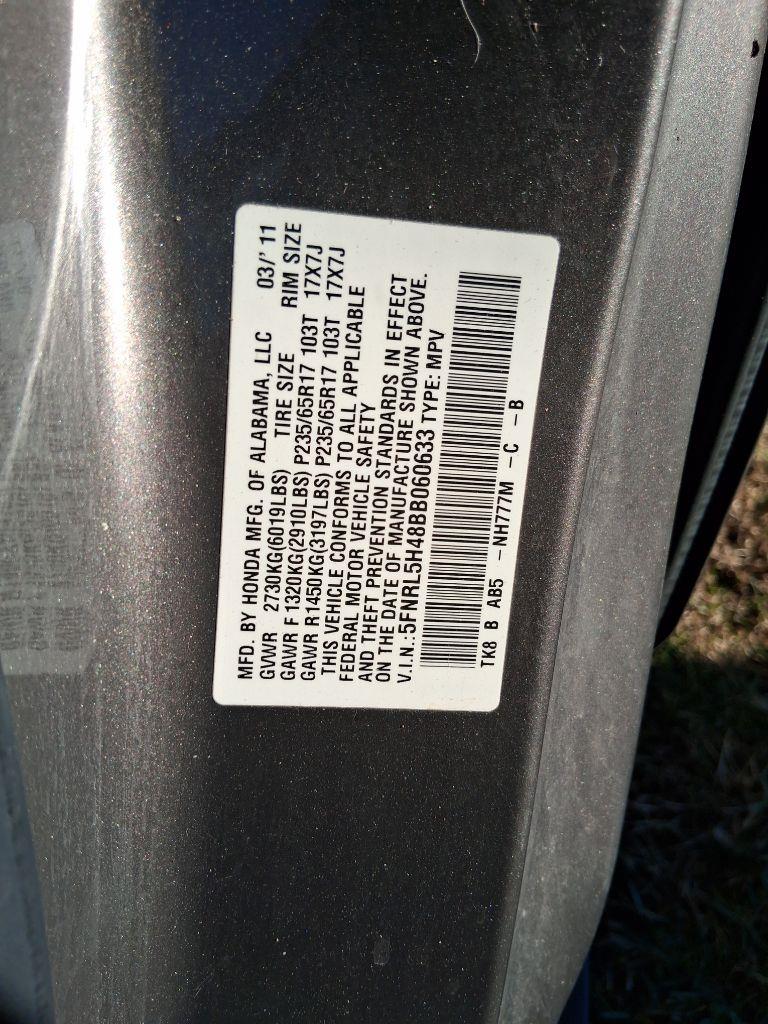 MFD. BY HONDA MFG. OF ALABAMA, LLC 03/'11
GVWR 2730KG(6019LBS) TIRE SIZE RIM SIZE
GAWR F 1320KG(2910LBS) P235/65R17 103T 17X7J
GAWR R1450KG(3197LBS) P235/65R17 103T 17X7J
THIS VEHICLE CONFORMS TO ALL APPLICABLE
FEDERAL MOTOR VEHICLE SAFETY
AND THEFT PREVENTION STANDARDS IN EFFECT
ON THE DATE OF MANUFACTURE SHOWN ABOVE.
V.I.N.:5FNRL5H48BB060633 TYPE: MPV
TK8 B AB5 -NH777M -C -B